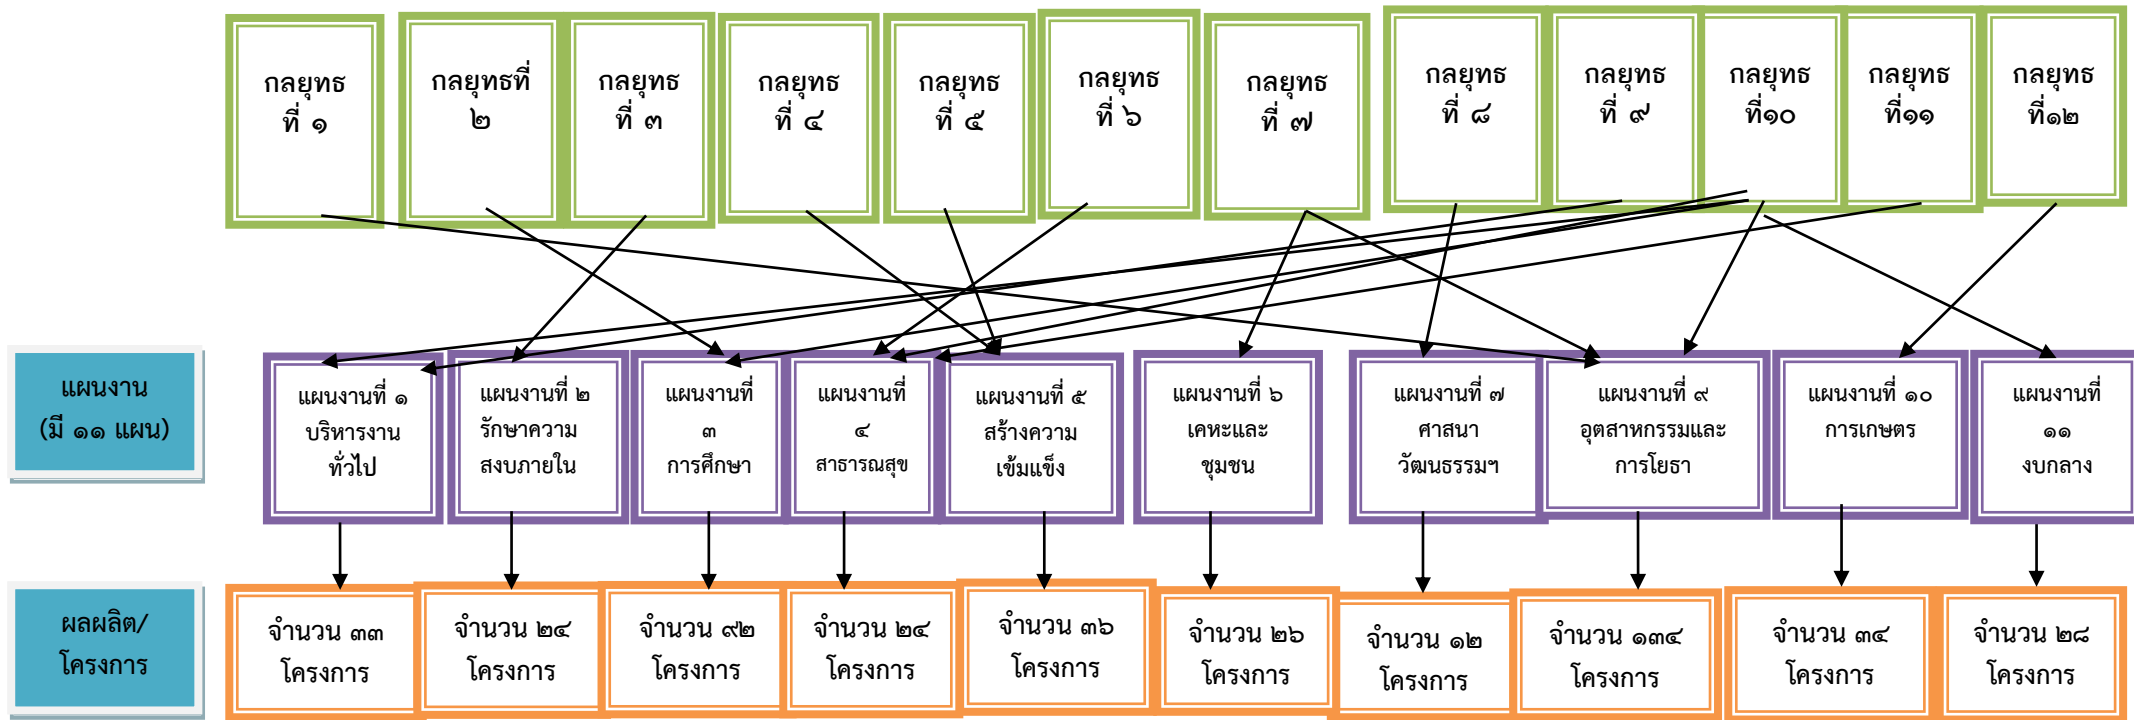 กลยุทธ
ที่ ๑
กลยุทธที่
๒
กลยุทธ
ที่ ๓
กลยุทธ
ที่ ๔
กลยุทธ
ที่ ๕
กลยุทธ
ที่ ๖
กลยุทธ
ที่ ๗
กลยุทธ
ที่ ๘
กลยุทธ
ที่ ๙
กลยุทธ
ที่๑๐
กลยุทธ
ที่๑๑
กลยุทธ
ที่๑๒
แผนงาน
(มี ๑๑ แผน)
แผนงานที่ ๑
บริหารงาน
ทั่วไป
แผนงานที่ ๒
รักษาความ
สงบภายใน
แผนงานที่
๓
การศึกษา
แผนงานที่
๔
สาธารณสุข
แผนงานที่ ๕
สร้างความ
เข้มแข็ง
แผนงานที่ ๖
เคหะและ
ชุมชน
แผนงานที่ ๗
ศาสนา
วัฒนธรรมฯ
แผนงานที่ ๙
อุตสาหกรรมและ
การโยธา
แผนงานที่ ๑๐
การเกษตร
แผนงานที่
๑๑
งบกลาง
ผลผลิต/
โครงการ
จำนวน ๓๓
โครงการ
จำนวน ๒๔
โครงการ
จำนวน ๙๒
โครงการ
จำนวน ๒๔
โครงการ
จำนวน ๓๖
โครงการ
จำนวน ๒๖
โครงการ
จำนวน ๑๒
โครงการ
จำนวน ๑๓๔
โครงการ
จำนวน ๓๔
โครงการ
จำนวน ๒๘
โครงการ